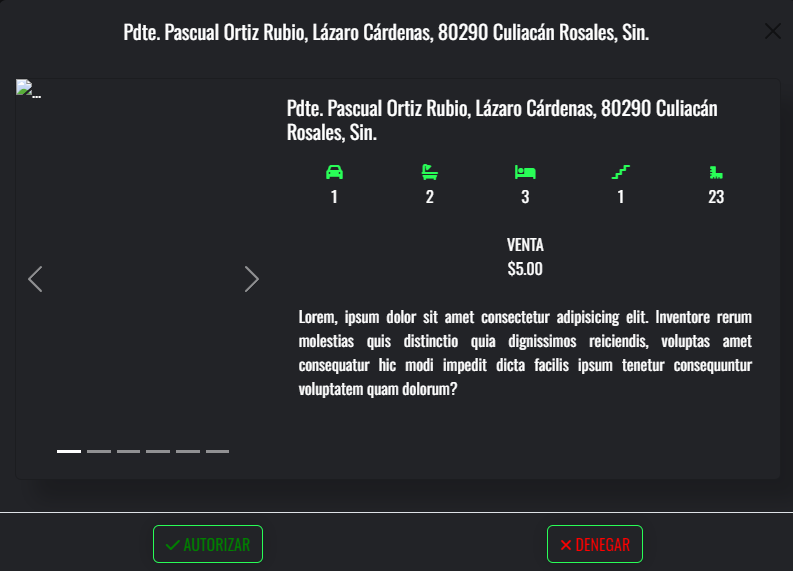 Pdte. Pascual Ortiz Rubio, Lázaro Cárdenas, 80290 Culiacán Rosales, Sin.
...
Pdte. Pascual Ortiz Rubio, Lázaro Cárdenas, 80290 Culiacán
Rosales, Sin.
1 2 3 1 23
VENTA
$5.00
Lorem, ipsum dolor sit amet consectetur adipisicing elit. Inventore rerum
molestias quis distinctio quia dignissimos reiciendis, voluptas amet
consequatur hic modi impedit dicta facilis ipsum tenetur consequuntur
voluptatem quam dolorum?
AUTORIZAR DENEGAR